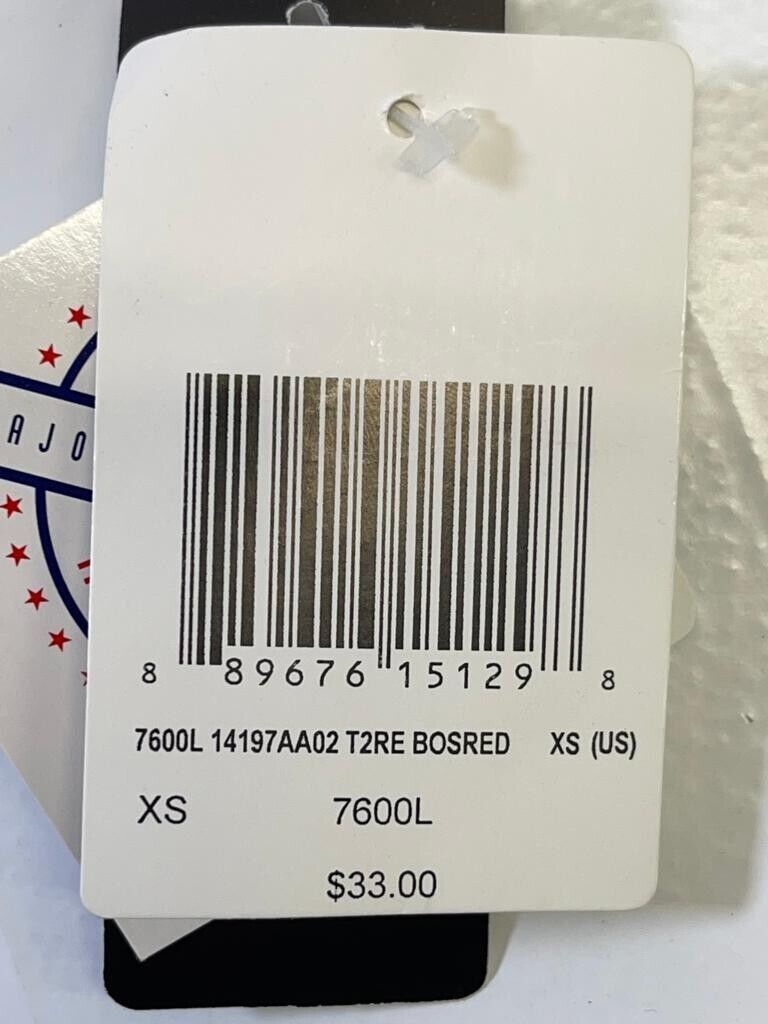 AJO
8 89676 15129 8
7600L 14197AA02 T2RE BOSRED XS (US)
XS 7600L
$33.00